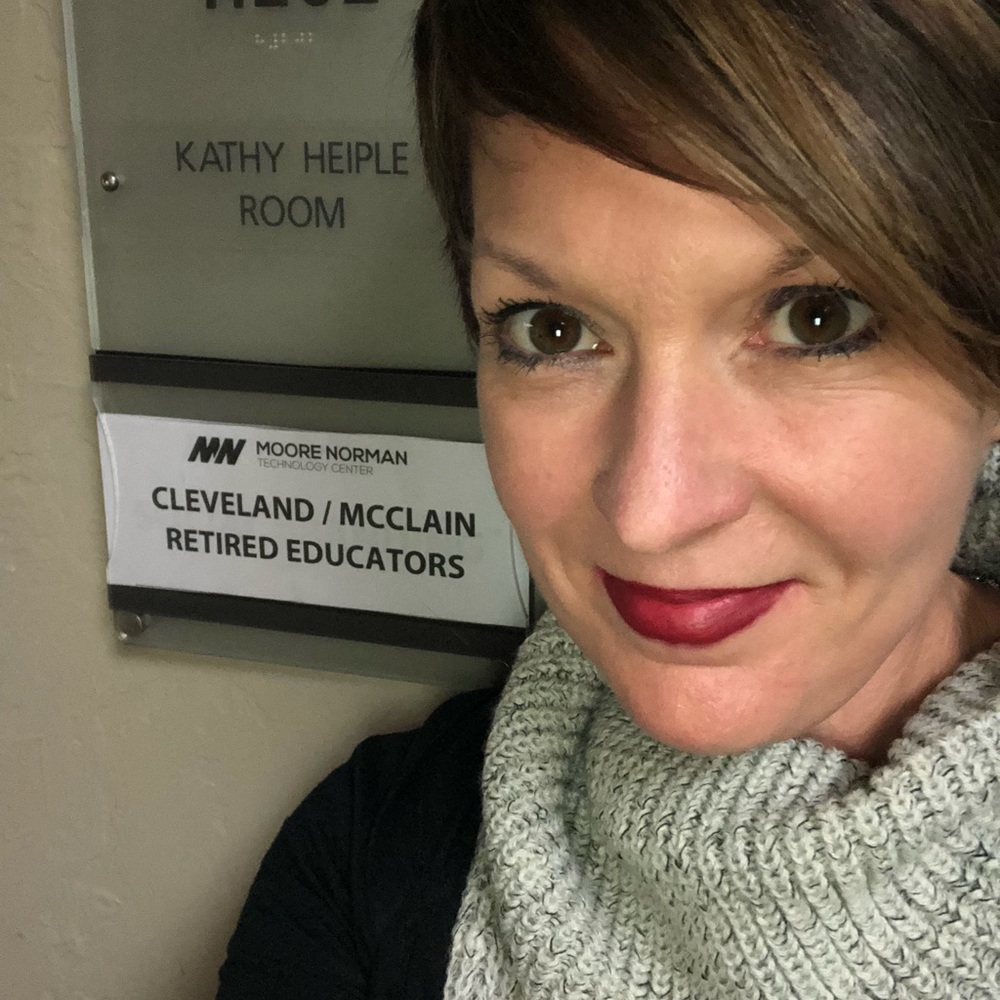 KATHY HEIPLE
ROOM
MN MOORE NORMAN
TECHNOLOGY CENTER
CLEVELAND / MCCLAIN
RETIRED EDUCATORS